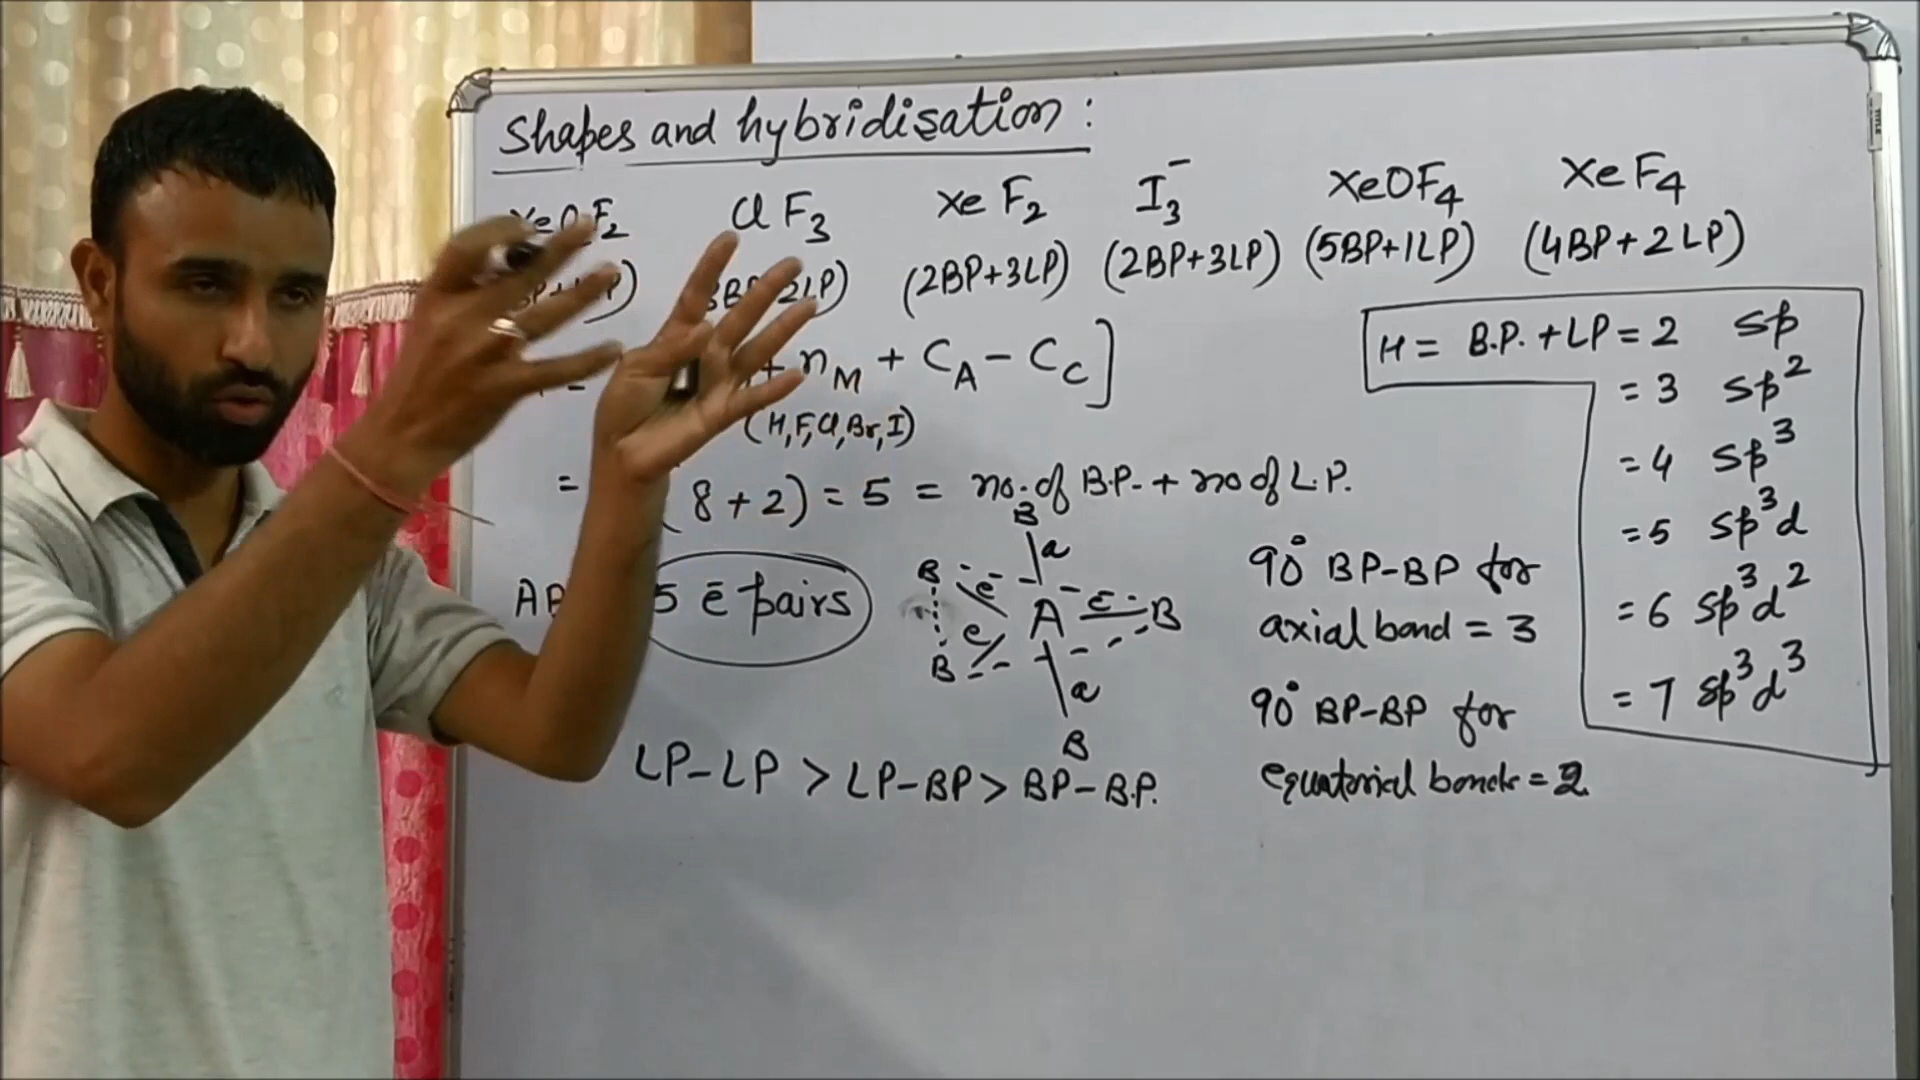 Shapes and hybridisation :
ClF₃ XeF₂ I₃⁻ XeOF₄ XeF₄
(2BP+3LP) (2BP+3LP) (5BP+1LP) (4BP+2LP)
+ n_M + C_A - C_C ]
(H,F,Cl,Br,I)
= 8 + 2) = 5 = no. of B.P. + no of L.P.
H = B.P. + LP = 2 sp
= 3 sp²
= 4 sp³
= 5 sp³d
= 6 sp³d²
= 7 sp³d³
5 ē pairs
B
a
B e A e B
B e
a
B
90° BP-BP for
axial bond = 3
90° BP-BP for
equatorial bonds = 2
LP-LP > LP-BP > BP-B.P.